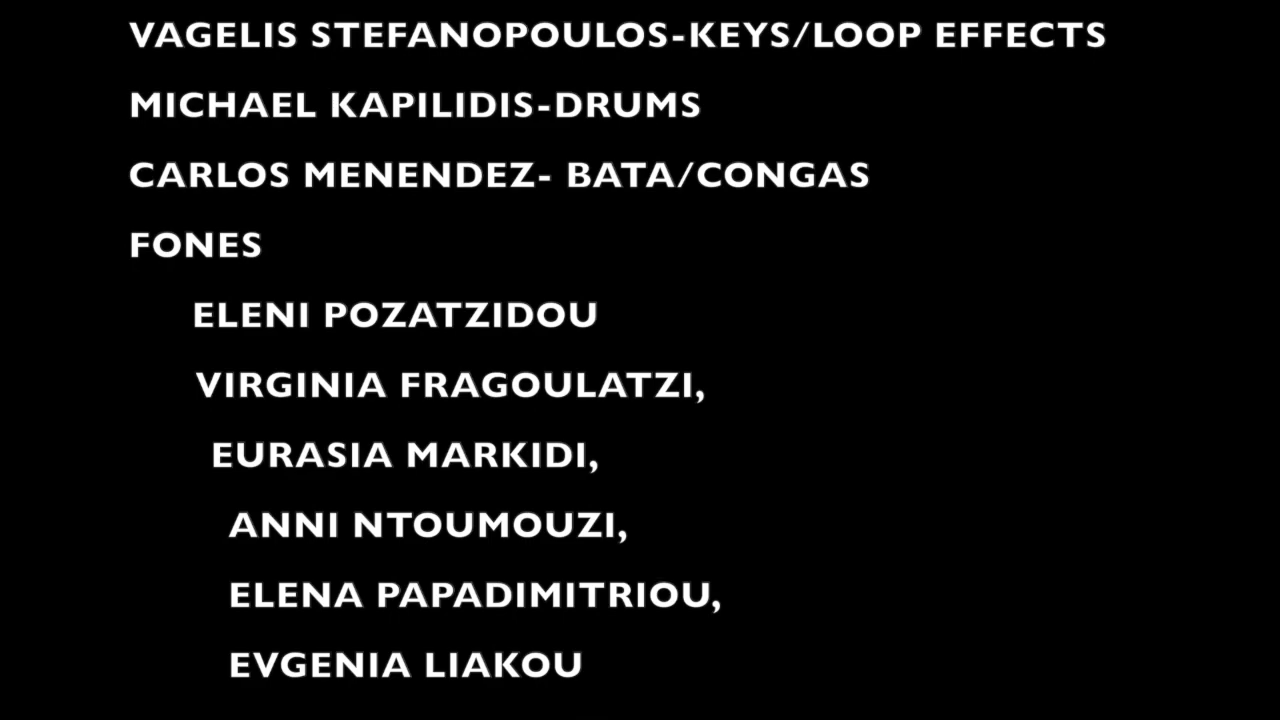 VAGELIS STEFANOPOULOS-KEYS/LOOP EFFECTS
MICHAEL KAPILIDIS-DRUMS
CARLOS MENENDEZ- BATA/CONGAS
FONES
ELENI POZATZIDOU
VIRGINIA FRAGOULATZI,
EURASIA MARKIDI,
ANNI NTOUMOUZI,
ELENA PAPADIMITRIOU,
EVGENIA LIAKOU